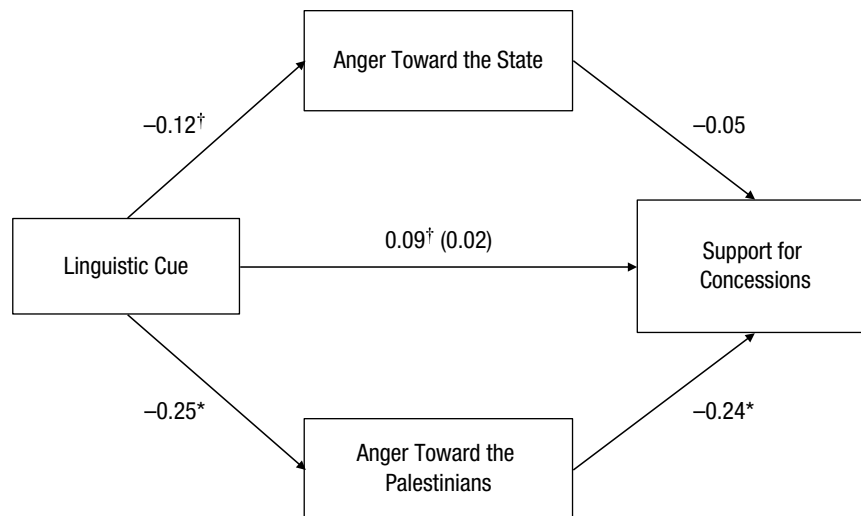 Anger Toward the State
–0.12†
–0.05
Linguistic Cue
0.09† (0.02)
Support for
Concessions
–0.25*
–0.24*
Anger Toward the
Palestinians